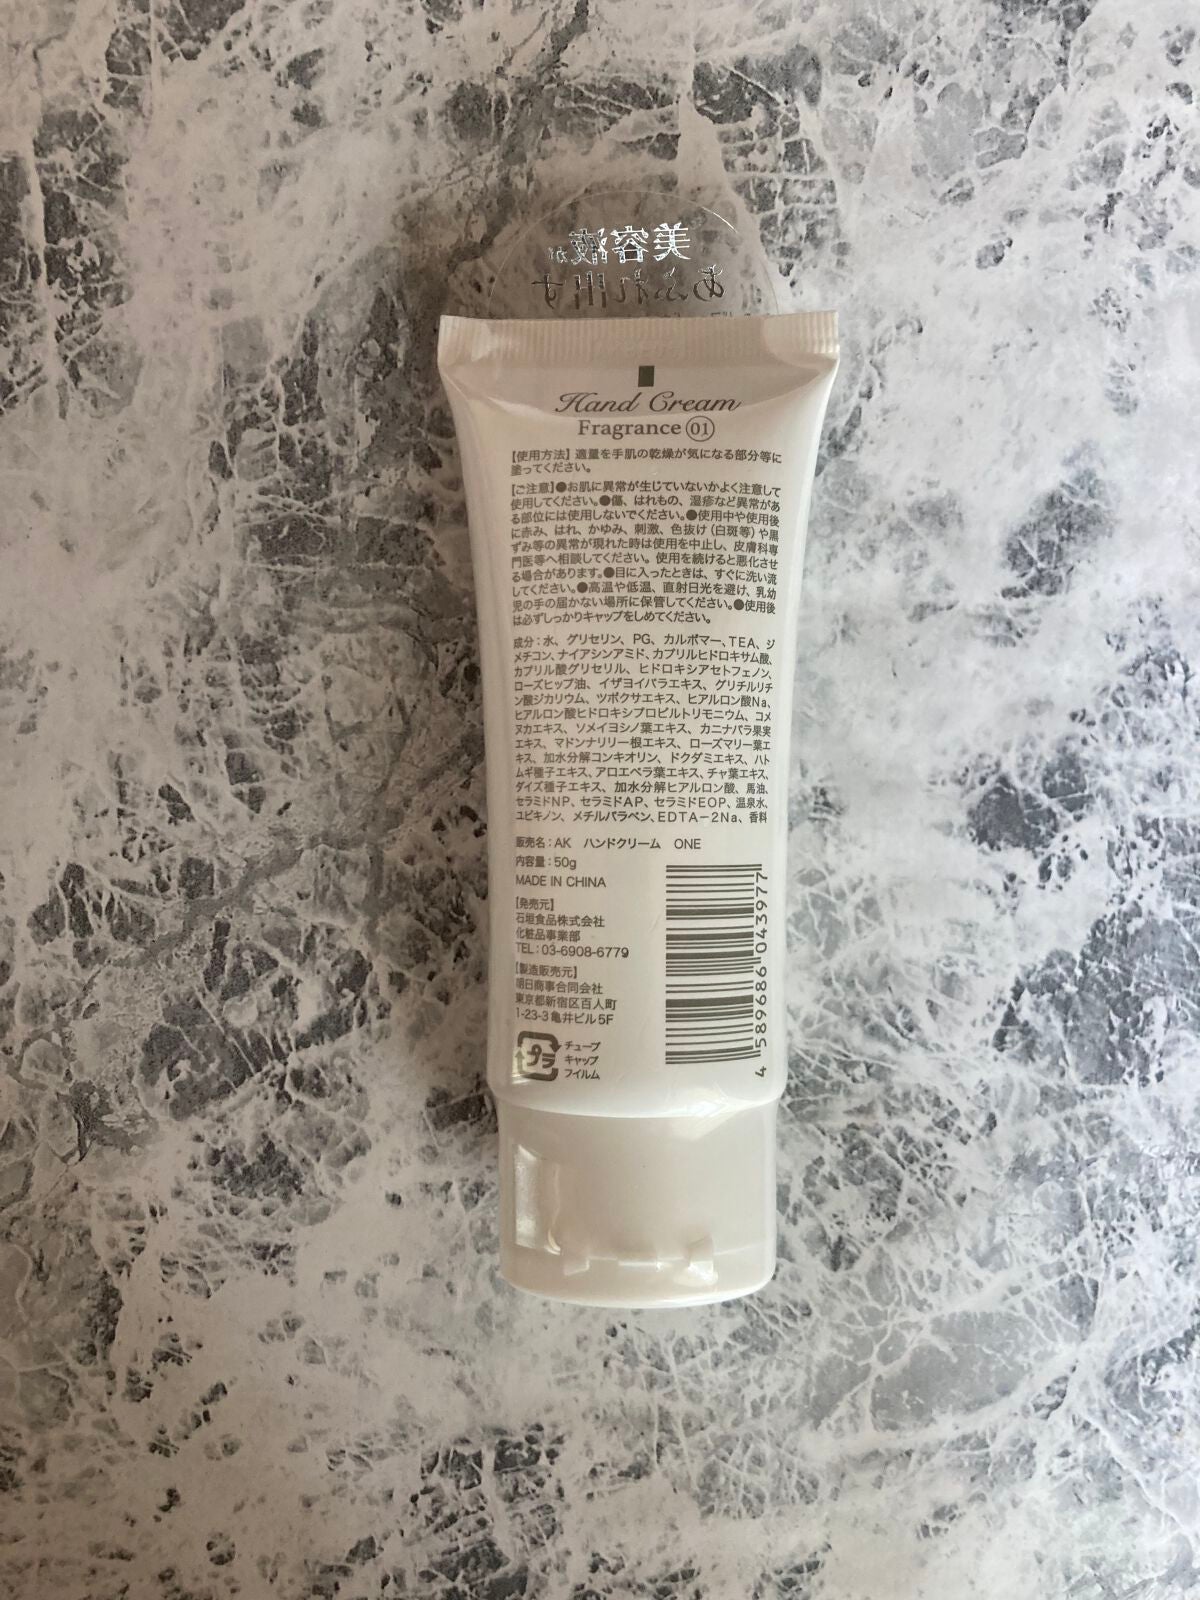 美容液が
あふれ出す
Hand Cream
Fragrance 01
【使用方法】適量を手肌の乾燥が気になる部分等に
塗ってください。
【ご注意】●お肌に異常が生じていないかよく注意して
使用してください。●傷、はれもの、湿疹など異常があ
る部位には使用しないでください。●使用中や使用後
に赤み、はれ、かゆみ、刺激、色抜け(白斑等)や黒
ずみ等の異常が現れた時は使用を中止し、皮膚科専
門医等へ相談してください。使用を続けると悪化させ
る場合があります。●目に入ったときは、すぐに洗い流
してください。●高温や低温、直射日光を避け、乳幼
児の手の届かない場所に保管してください。●使用後
は必ずしっかりキャップをしめてください。
成分：水、グリセリン、PG、カルボマー、TEA、ジ
メチコン、ナイアシンアミド、カプリルヒドロキサム酸、
カプリル酸グリセリル、ヒドロキシアセトフェノン、
ローズヒップ油、イザヨイバラエキス、グリチルリチ
ン酸ジカリウム、ツボクサエキス、ヒアルロン酸Na、
ヒアルロン酸ヒドロキシプロピルトリモニウム、コメ
ヌカエキス、ソメイヨシノ葉エキス、カニナバラ果実
エキス、マドンナリリー根エキス、ローズマリー葉エ
キス、加水分解コンキオリン、ドクダミエキス、ハト
ムギ種子エキス、アロエベラ葉エキス、チャ葉エキス、
ダイズ種子エキス、加水分解ヒアルロン酸、馬油、
セラミドNP、セラミドAP、セラミドEOP、温泉水、
ユビキノン、メチルパラベン、EDTA－2Na、香料
販売名：AK ハンドクリーム ONE
内容量：50g
MADE IN CHINA
【発売元】
石垣食品株式会社
化粧品事業部
TEL：03-6908-6779
【製造販売元】
明日商事合同会社
東京都新宿区百人町
1-23-3 亀井ビル5F
プラ
チューブ
キャップ
フイルム
4 589686 043977